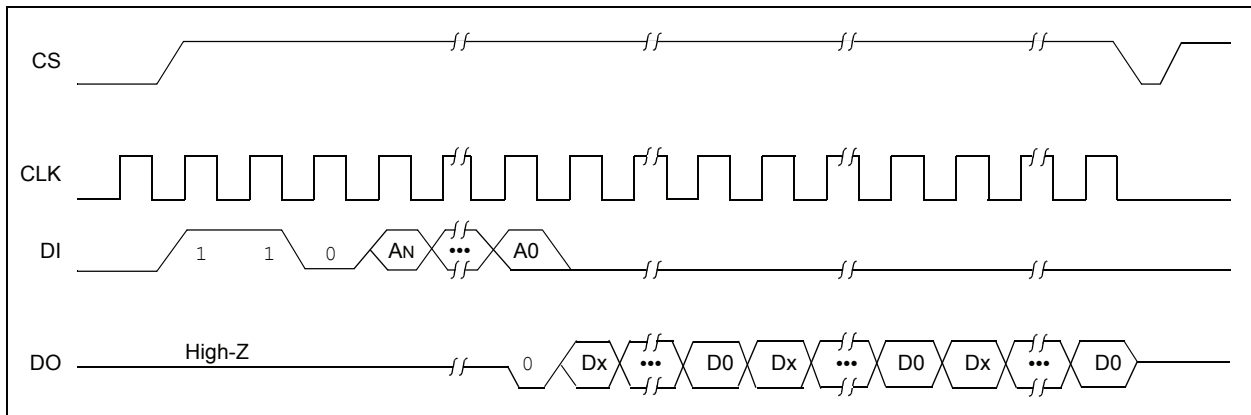 CS
CLK
DI 1 1 0 AN ••• A0
High-Z
DO 0 Dx ••• D0 Dx ••• D0 Dx ••• D0